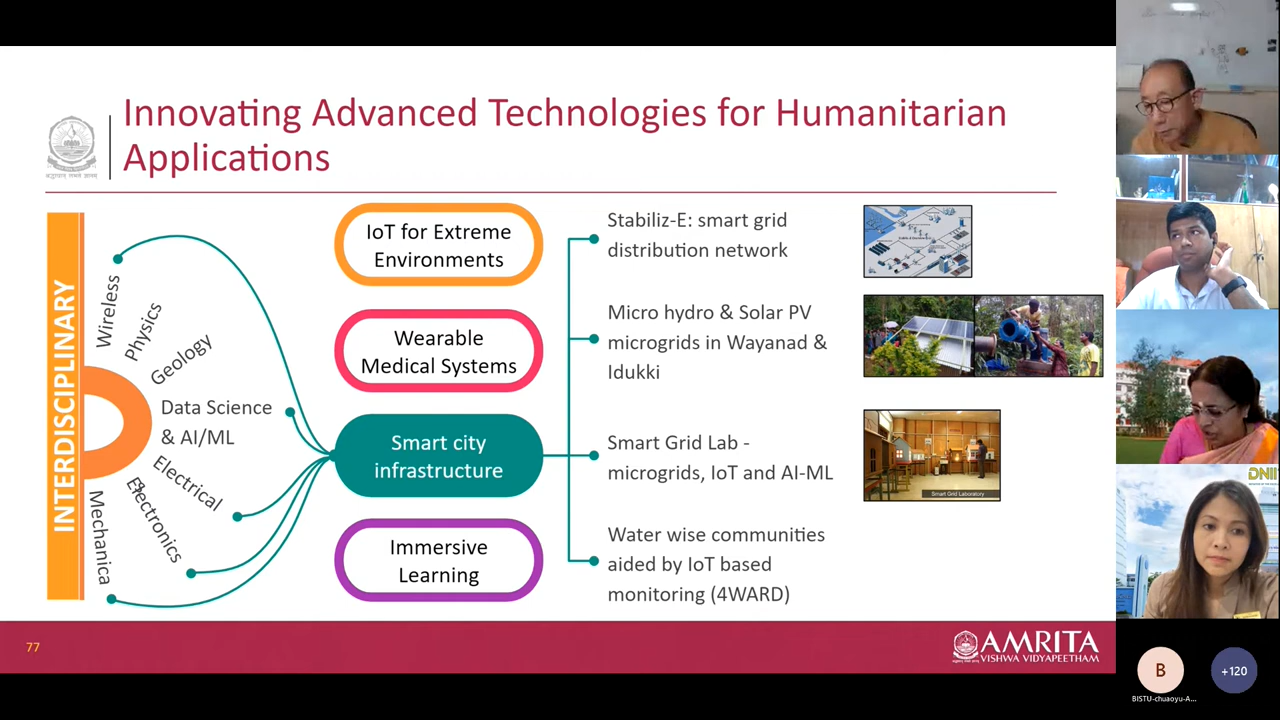 Innovating Advanced Technologies for Humanitarian
Applications
INTERDISCIPLINARY
Wireless
Physics
Geology
Data Science
& AI/ML
Electrical
Electronics
Mechanica
IoT for Extreme
Environments
Wearable
Medical Systems
Smart city
infrastructure
Immersive
Learning
Stabiliz-E: smart grid
distribution network
Micro hydro & Solar PV
microgrids in Wayanad &
Idukki
Smart Grid Lab -
microgrids, IoT and AI-ML
Smart Grid Laboratory
Water wise communities
aided by IoT based
monitoring (4WARD)
77
AMRITA
VISHWA VIDYAPEETHAM
B
+120
BISTU-chuaoyu-A...